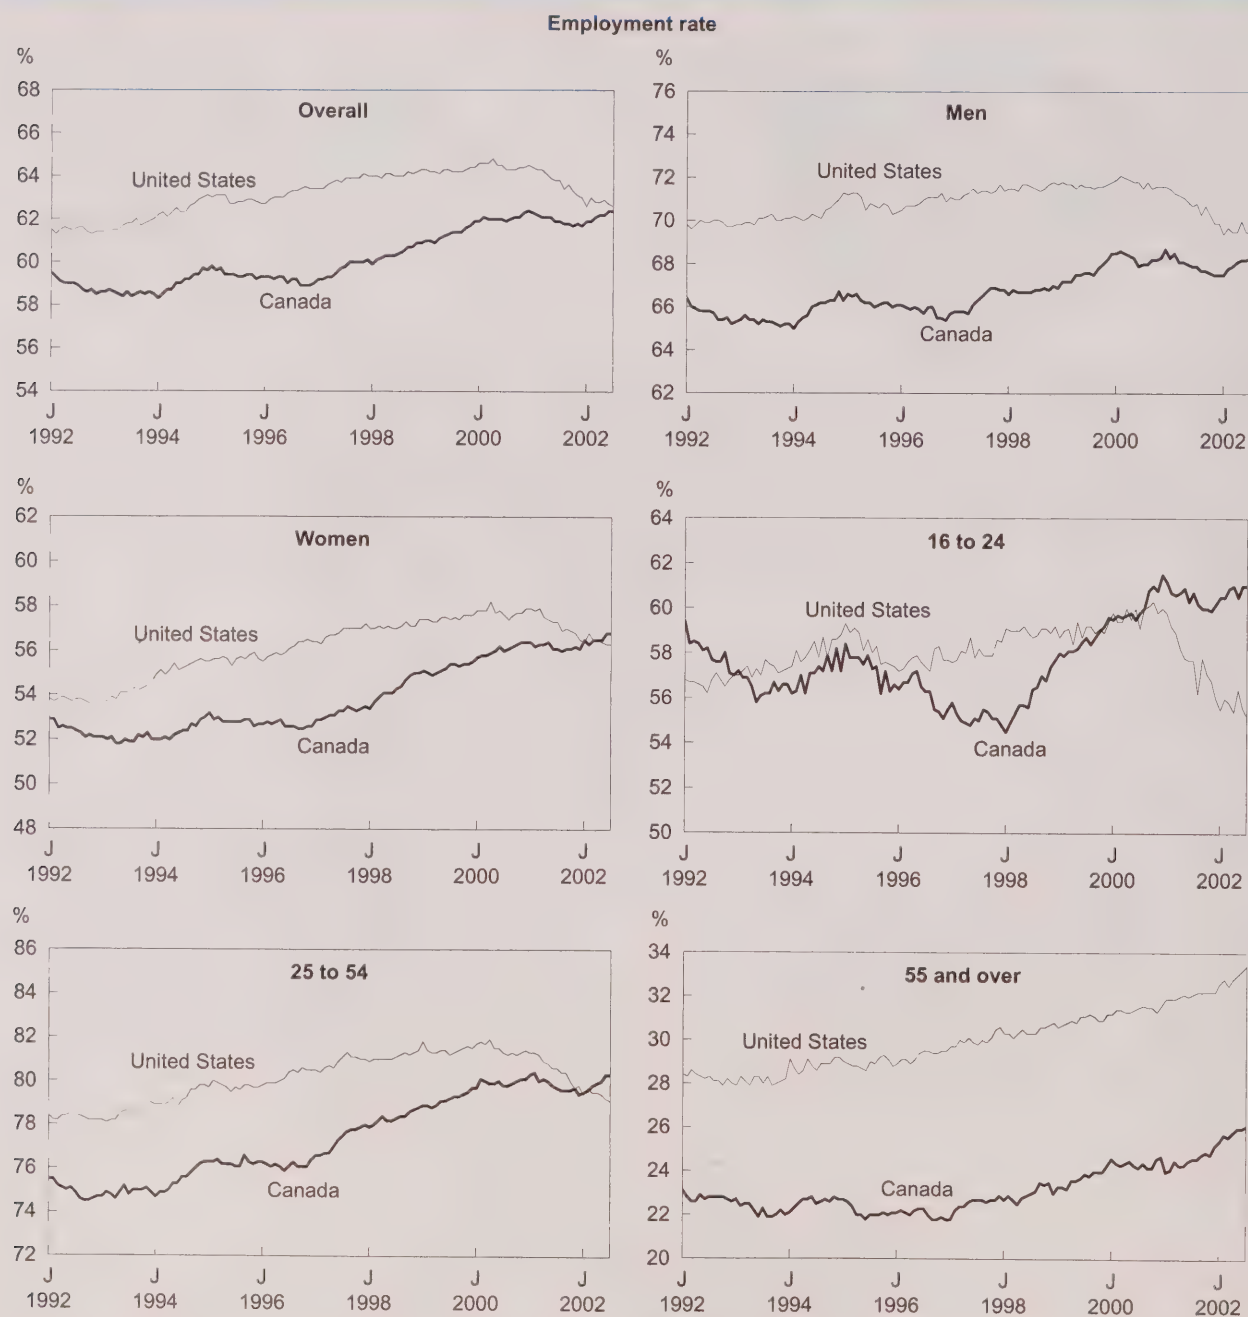 Employment rate
%
68
66
64
62
60
58
56
54
Overall
United States
Canada
J J J J J J
1992 1994 1996 1998 2000 2002
%
76
74
72
70
68
66
64
62
Men
United States
Canada
J J J J J J
1992 1994 1996 1998 2000 2002
%
62
60
58
56
54
52
50
48
Women
United States
Canada
J J J J J J
1992 1994 1996 1998 2000 2002
%
64
62
60
58
56
54
52
50
16 to 24
United States
Canada
J J J J J J
1992 1994 1996 1998 2000 2002
%
86
84
82
80
78
76
74
72
25 to 54
United States
Canada
J J J J J J
1992 1994 1996 1998 2000 2002
%
34
32
30
28
26
24
22
20
55 and over
United States
Canada
J J J J J J
1992 1994 1996 1998 2000 2002